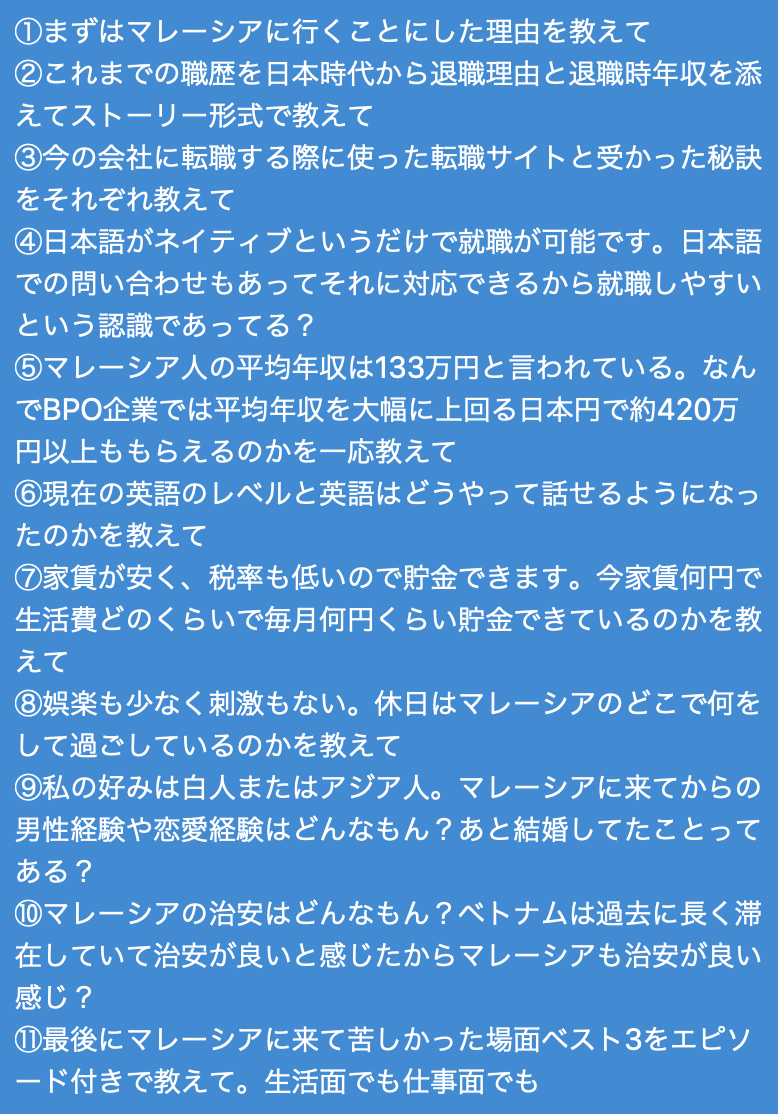 ①まずはマレーシアに行くことにした理由を教えて
②これまでの職歴を日本時代から退職理由と退職時年収を添
えてストーリー形式で教えて
③今の会社に転職する際に使った転職サイトと受かった秘訣
をそれぞれ教えて
④日本語がネイティブというだけで就職が可能です。日本語
での問い合わせもあってそれに対応できるから就職しやすい
という認識であってる？
⑤マレーシア人の平均年収は133万円と言われている。なん
でBPO企業では平均年収を大幅に上回る日本円で約420万
円以上ももらえるのかを一応教えて
⑥現在の英語のレベルと英語はどうやって話せるようになっ
たのかを教えて
⑦家賃が安く、税率も低いので貯金できます。今家賃何円で
生活費どのくらいで毎月何円くらい貯金できているのかを教
えて
⑧娯楽も少なく刺激もない。休日はマレーシアのどこで何を
して過ごしているのかを教えて
⑨私の好みは白人またはアジア人。マレーシアに来てからの
男性経験や恋愛経験はどんなもん？あと結婚してたことって
ある？
⑩マレーシアの治安はどんなもん？ベトナムは過去に長く滞
在していて治安が良いと感じたからマレーシアも治安が良い
感じ？
⑪最後にマレーシアに来て苦しかった場面ベスト3をエピソ
ード付きで教えて。生活面でも仕事面でも